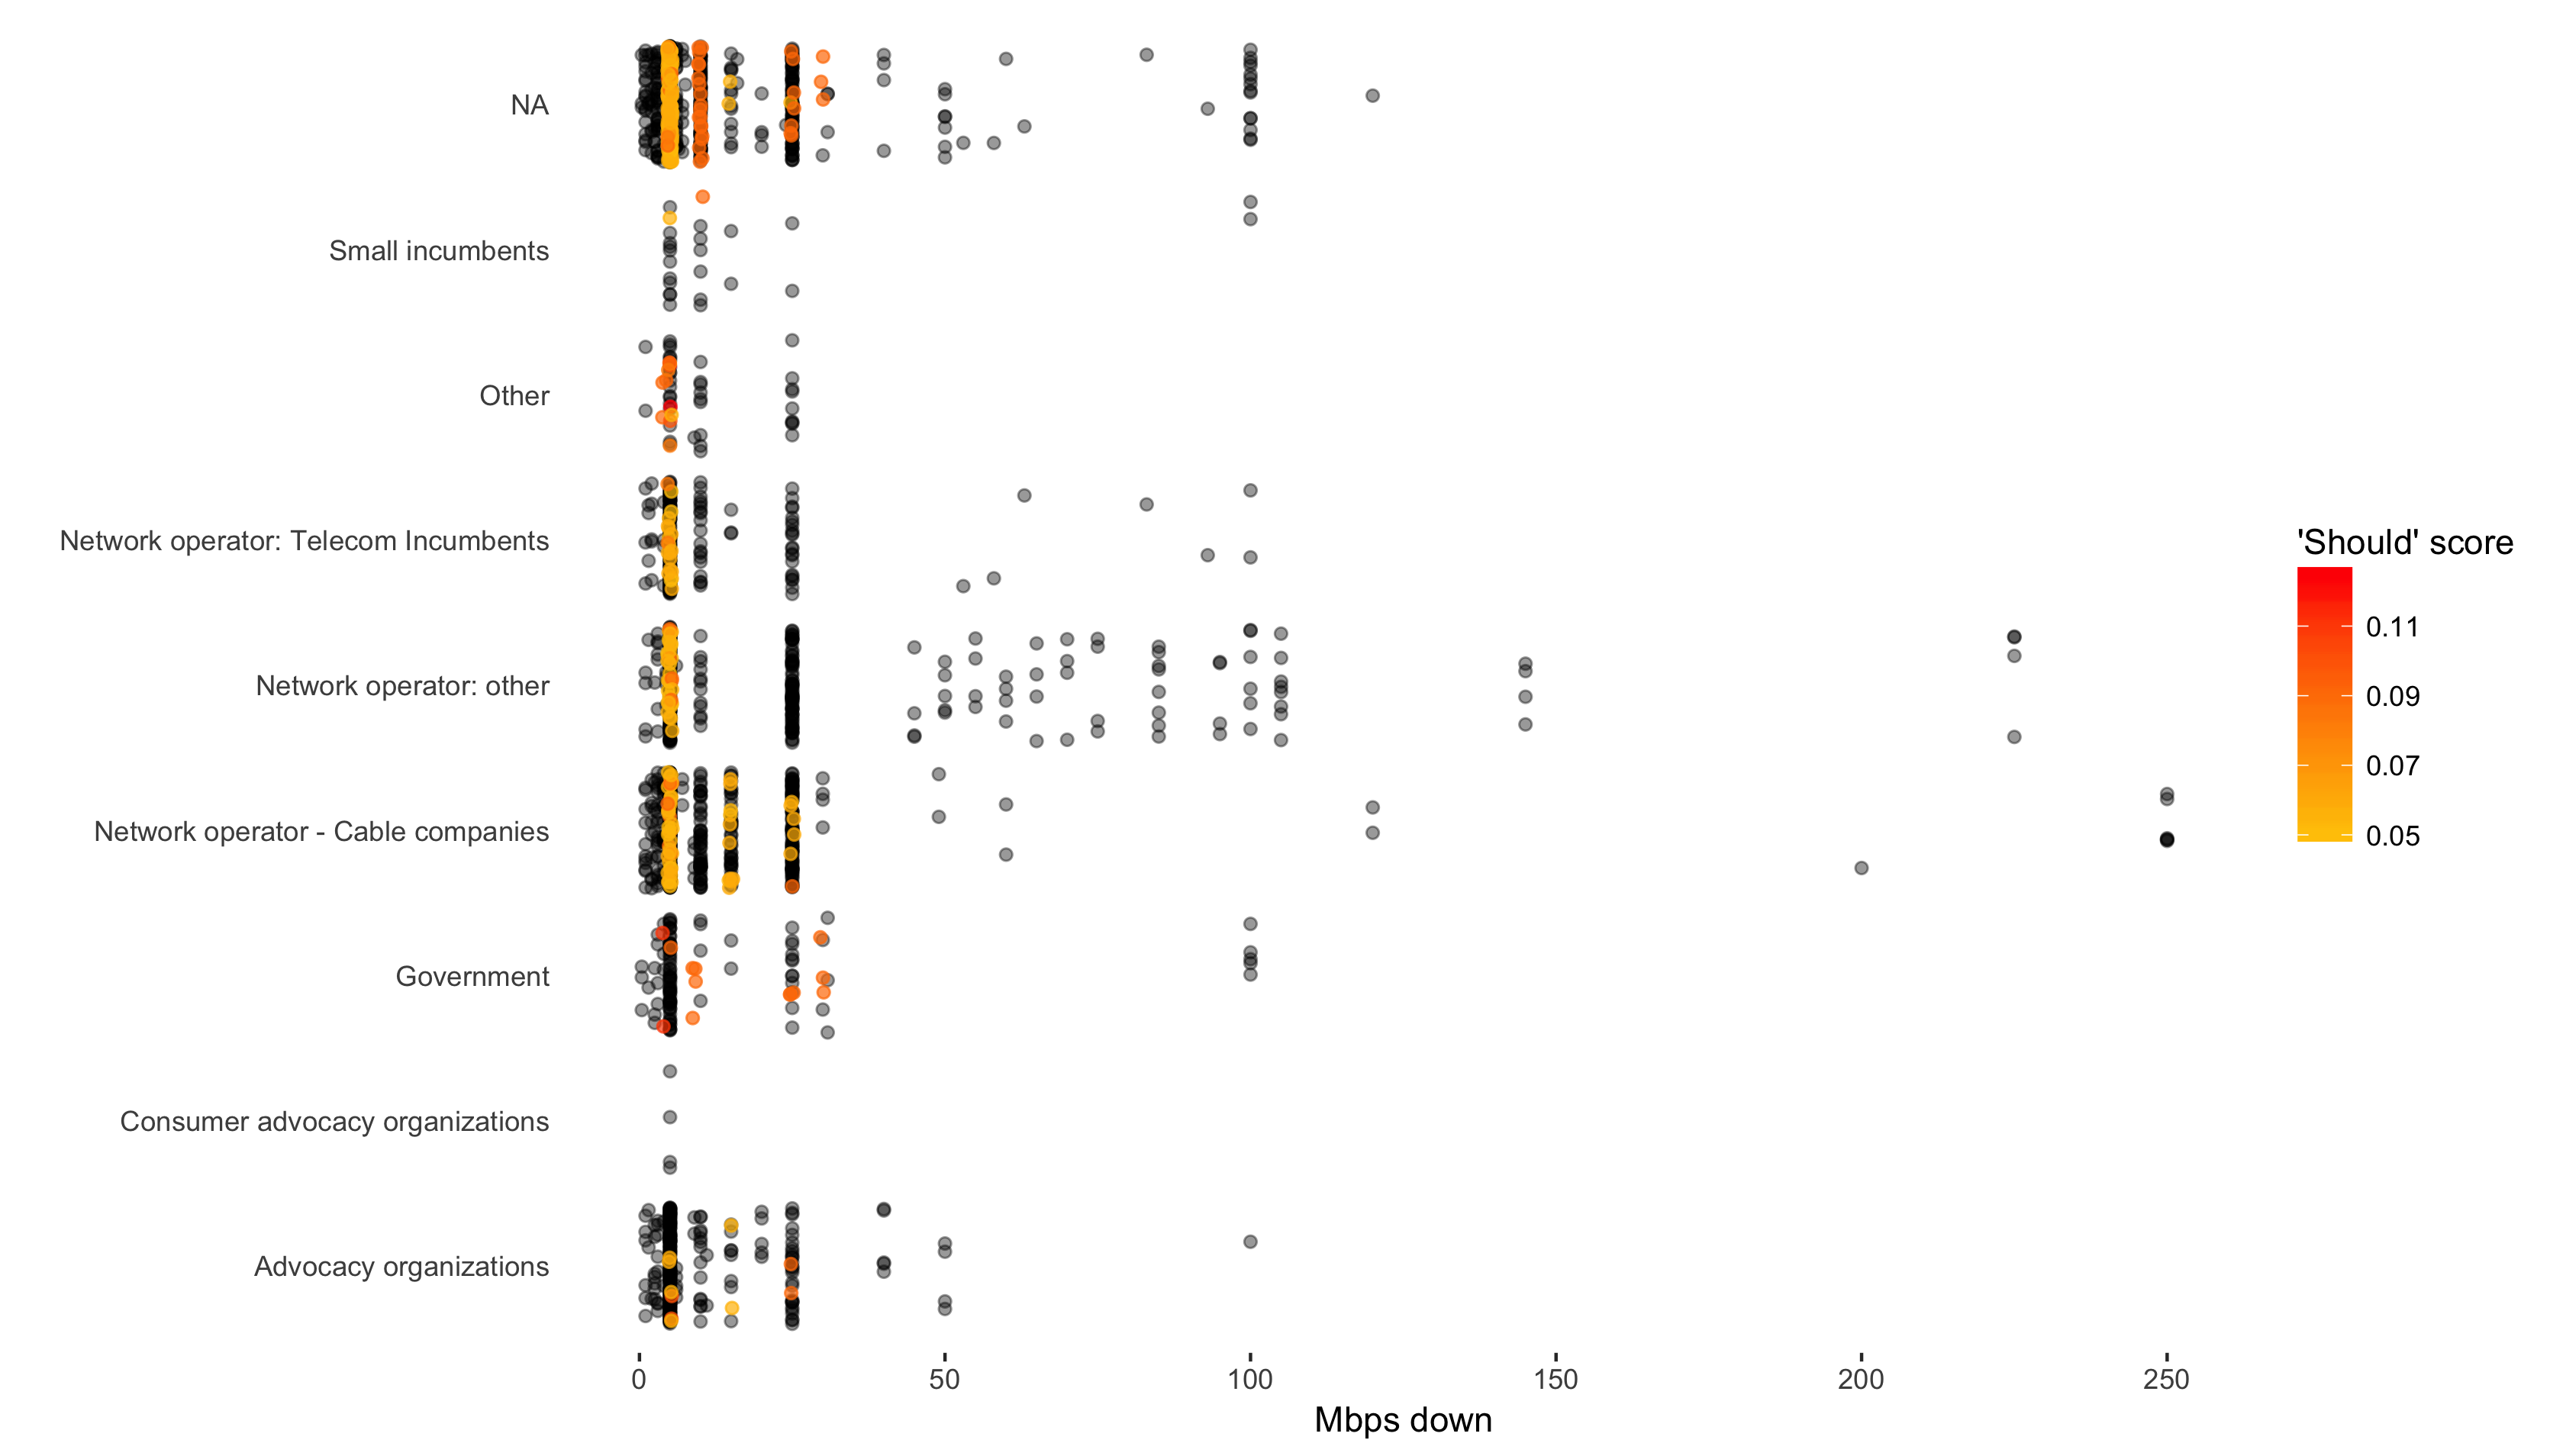 NA
Small incumbents
Other
Network operator: Telecom Incumbents
Network operator: other
Network operator - Cable companies
Government
Consumer advocacy organizations
Advocacy organizations
0 50 100 150 200 250
Mbps down
'Should' score
0.11
0.09
0.07
0.05